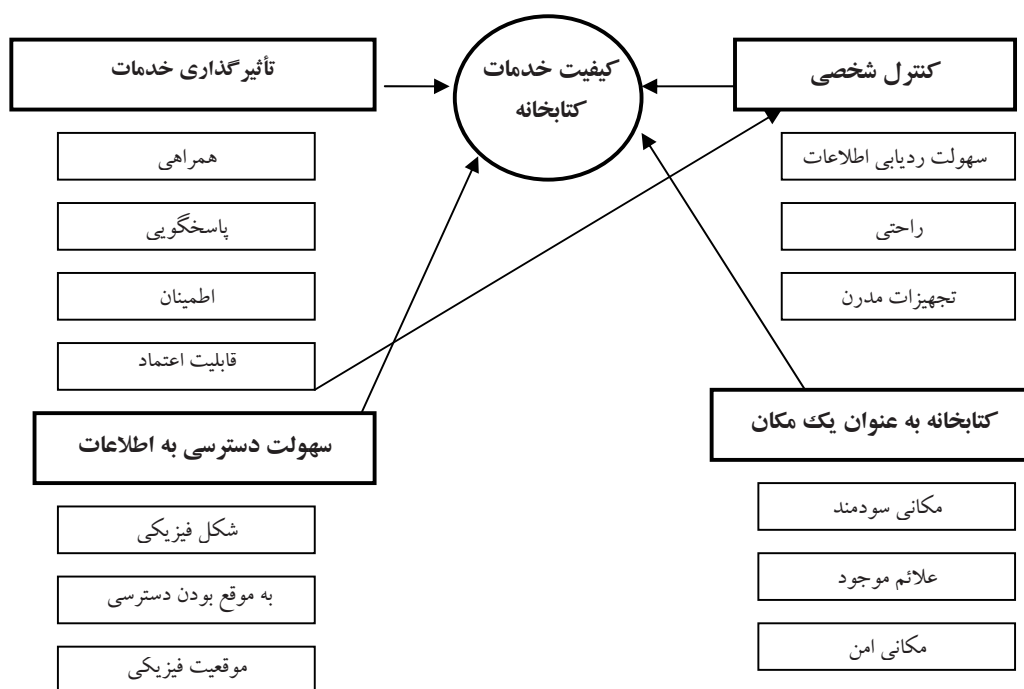 کیفیت خدمات
کتابخانه
کنترل شخصی
سهولت ردیابی اطلاعات
راحتی
تجهیزات مدرن
تأثیرگذاری خدمات
همراهی
پاسخگویی
اطمینان
قابلیت اعتماد
کتابخانه به عنوان یک مکان
مکانی سودمند
علائم موجود
مکانی امن
سهولت دسترسی به اطلاعات
شکل فیزیکی
به موقع بودن دسترسی
موقعیت فیزیکی